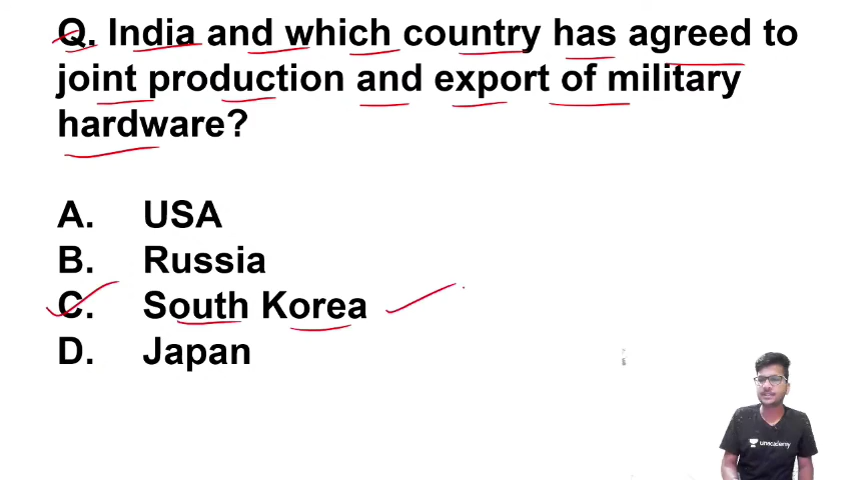 Q. India and which country has agreed to
joint production and export of military
hardware?
A. USA
B. Russia
C. South Korea
D. Japan
unacademy